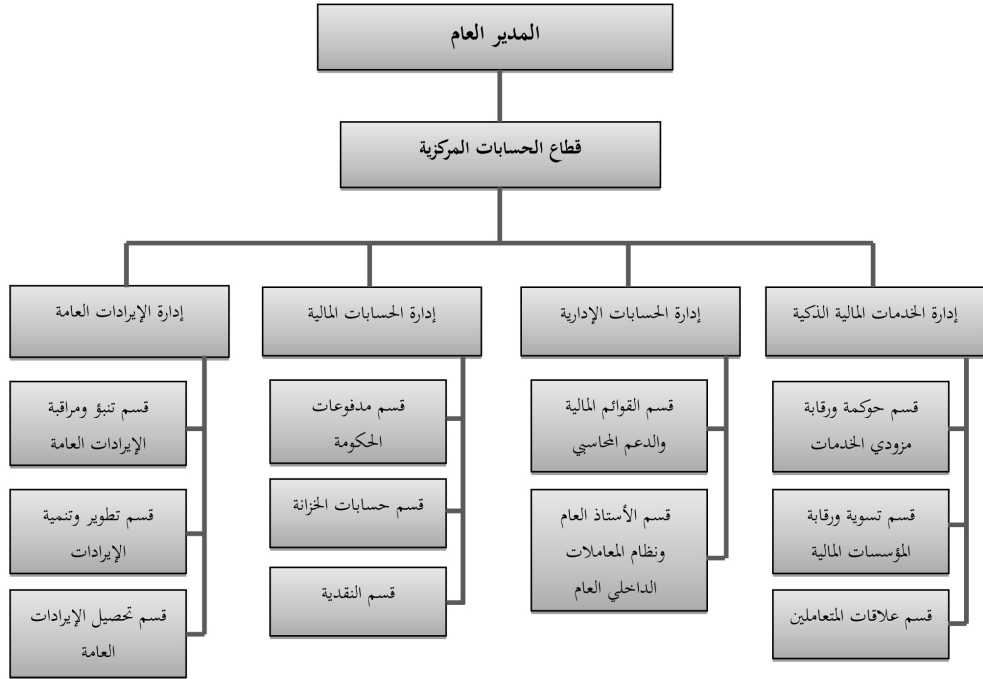 المدير العام
قطاع الحسابات المركزية
إدارة الخدمات المالية الذكية
قسم حوكمة ورقابة
مزودي الخدمات
قسم تسوية ورقابة
المؤسسات المالية
قسم علاقات المتعاملين
إدارة الحسابات الإدارية
قسم القوائم المالية
والدعم المحاسبي
قسم الأستاذ العام
ونظام المعاملات
الداخلي العام
إدارة الحسابات المالية
قسم مدفوعات
الحكومة
قسم حسابات الخزانة
قسم النقدية
إدارة الإيرادات العامة
قسم تنبؤ ومراقبة
الإيرادات العامة
قسم تطوير وتنمية
الإيرادات
قسم تحصيل الإيرادات
العامة